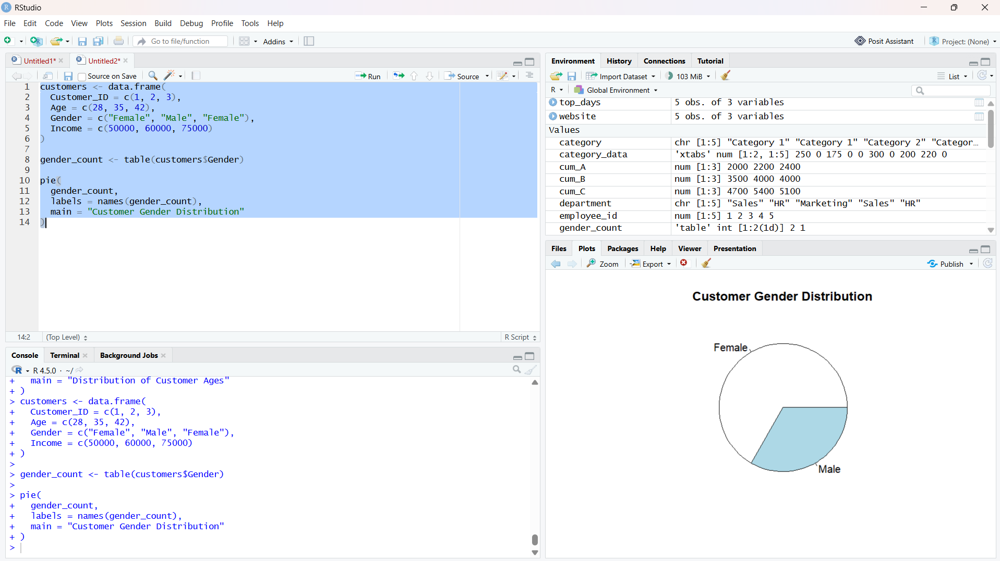 RStudio
File Edit Code View Plots Session Build Debug Profile Tools Help
Go to file/function
Addins
Posit Assistant
Project: (None)
Untitled1*
Untitled2*
Source on Save
Run
Source
1 customers <- data.frame(
2 Customer_ID = c(1, 2, 3),
3 Age = c(28, 35, 42),
4 Gender = c("Female", "Male", "Female"),
5 Income = c(50000, 60000, 75000)
6 )
7
8 gender_count <- table(customers$Gender)
9
10 pie(
11 gender_count,
12 labels = names(gender_count),
13 main = "Customer Gender Distribution"
14 )
14:2 (Top Level) R Script
Console Terminal Background Jobs
R 4.5.0 · ~/
+ main = "Distribution of Customer Ages"
+ )
> customers <- data.frame(
+ Customer_ID = c(1, 2, 3),
+ Age = c(28, 35, 42),
+ Gender = c("Female", "Male", "Female"),
+ Income = c(50000, 60000, 75000)
+ )
>
> gender_count <- table(customers$Gender)
>
> pie(
+ gender_count,
+ labels = names(gender_count),
+ main = "Customer Gender Distribution"
+ )
>
Environment History Connections Tutorial
Import Dataset 103 MiB List
R Global Environment
top_days 5 obs. of 3 variables
website 5 obs. of 3 variables
Values
category chr [1:5] "Category 1" "Category 1" "Category 2" "Categor...
category_data 'xtabs' num [1:2, 1:5] 250 0 175 0 0 300 0 200 220 0
cum_A num [1:3] 2000 2200 2400
cum_B num [1:3] 3500 4000 4000
cum_C num [1:3] 4700 5400 5100
department chr [1:5] "Sales" "HR" "Marketing" "Sales" "HR"
employee_id num [1:5] 1 2 3 4 5
gender_count 'table' int [1:2(1d)] 2 1
Files Plots Packages Help Viewer Presentation
Zoom Export Publish
Customer Gender Distribution
Female
Male